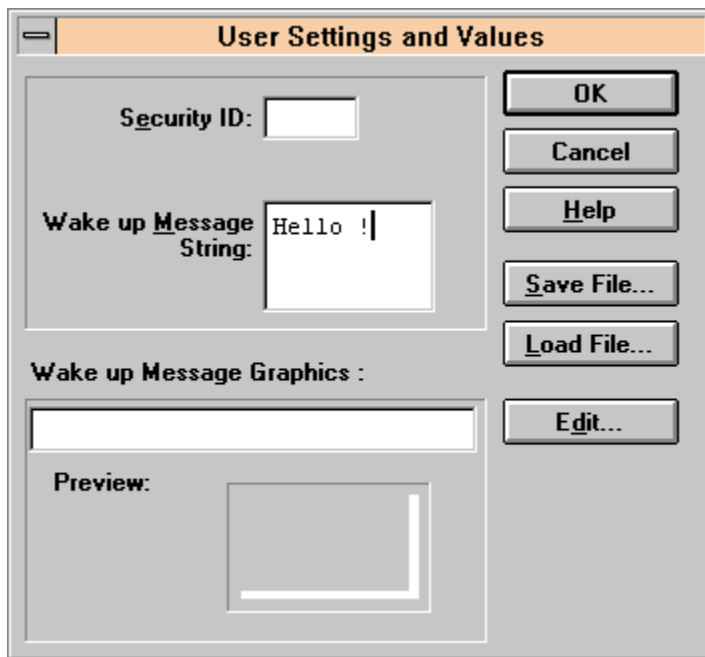 User Settings and Values
Security ID:
Wake up Message
String:
Hello !
OK
Cancel
Help
Save File...
Load File...
Wake up Message Graphics :
Edit...
Preview: